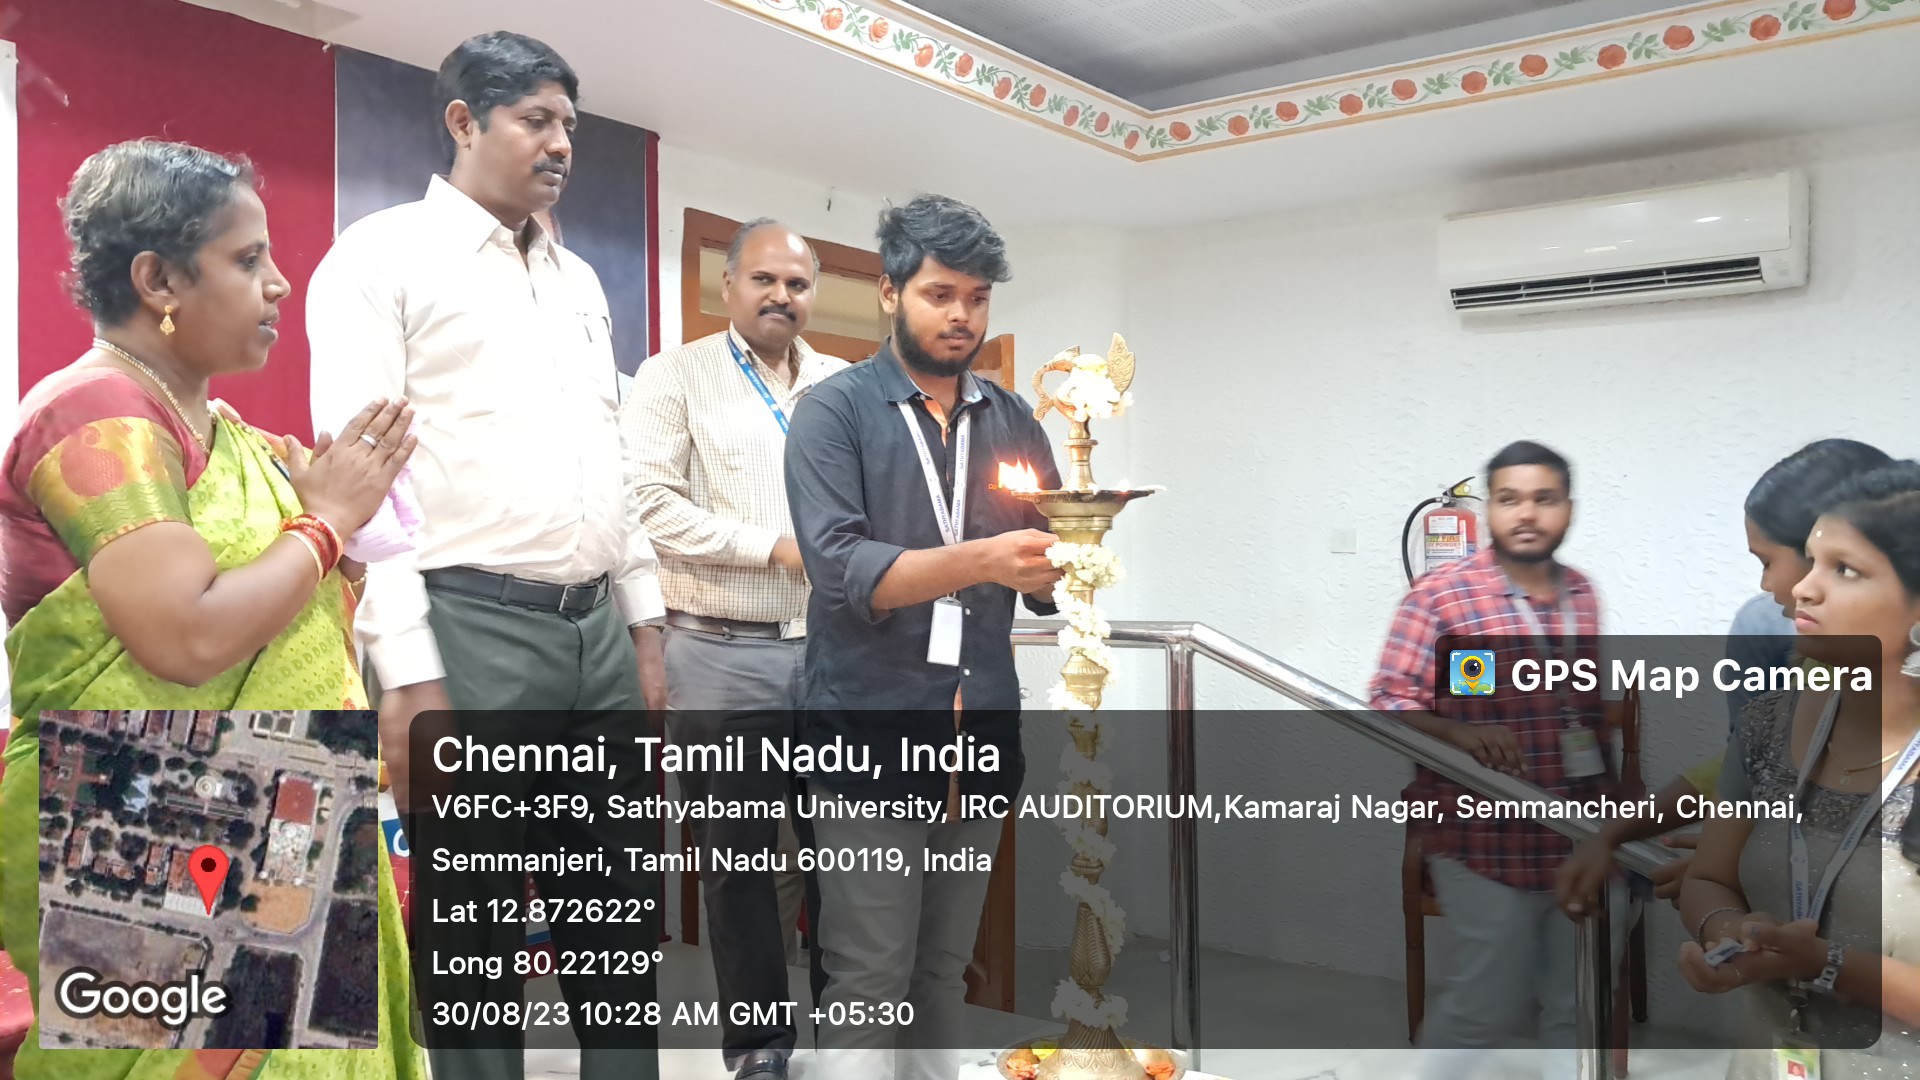 GPS Map Camera
Chennai, Tamil Nadu, India
V6FC+3F9, Sathyabama University, IRC AUDITORIUM,Kamaraj Nagar, Semmancheri, Chennai,
Semmanjeri, Tamil Nadu 600119, India
Lat 12.872622°
Long 80.22129°
30/08/23 10:28 AM GMT +05:30
Google
SATHYABAMA